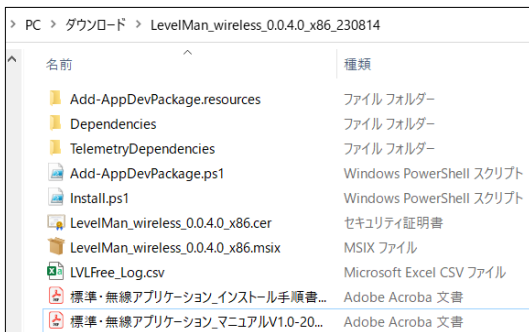 > PC > ダウンロード > LevelMan_wireless_0.0.4.0_x86_230814
名前 種類
Add-AppDevPackage.resources ファイル フォルダー
Dependencies ファイル フォルダー
TelemetryDependencies ファイル フォルダー
Add-AppDevPackage.ps1 Windows PowerShell スクリプト
Install.ps1 Windows PowerShell スクリプト
LevelMan_wireless_0.0.4.0_x86.cer セキュリティ証明書
LevelMan_wireless_0.0.4.0_x86.msix MSIX ファイル
LVLFree_Log.csv Microsoft Excel CSV ファイル
標準・無線アプリケーション_インストール手順書... Adobe Acroba 文書
標準・無線アプリケーション_マニュアルV1.0-20... Adobe Acroba 文書